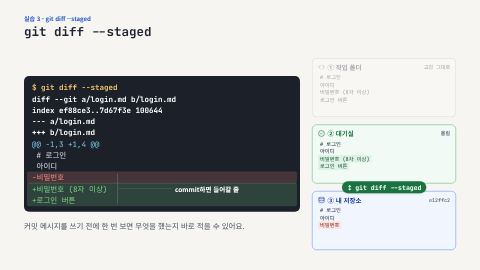 실습 3 · git diff --staged
git diff --staged
$ git diff --staged
diff --git a/login.md b/login.md
index ef88ce3..7d67f3e 100644
--- a/login.md
+++ b/login.md
@@ -1,3 +1,4 @@
# 로그인
아이디
-비밀번호
+비밀번호 (8자 이상)
+로그인 버튼
commit하면 들어갈 줄
커밋 메시지를 쓰기 전에 한 번 보면 무엇을 했는지 바로 적을 수 있어요.
① 작업 폴더
고친 그대로
# 로그인
아이디
비밀번호 (8자 이상)
로그인 버튼
② 대기실
# 로그인
아이디
비밀번호 (8자 이상)
로그인 버튼
git diff --staged
③ 내 저장소
# 로그인
아이디
비밀번호